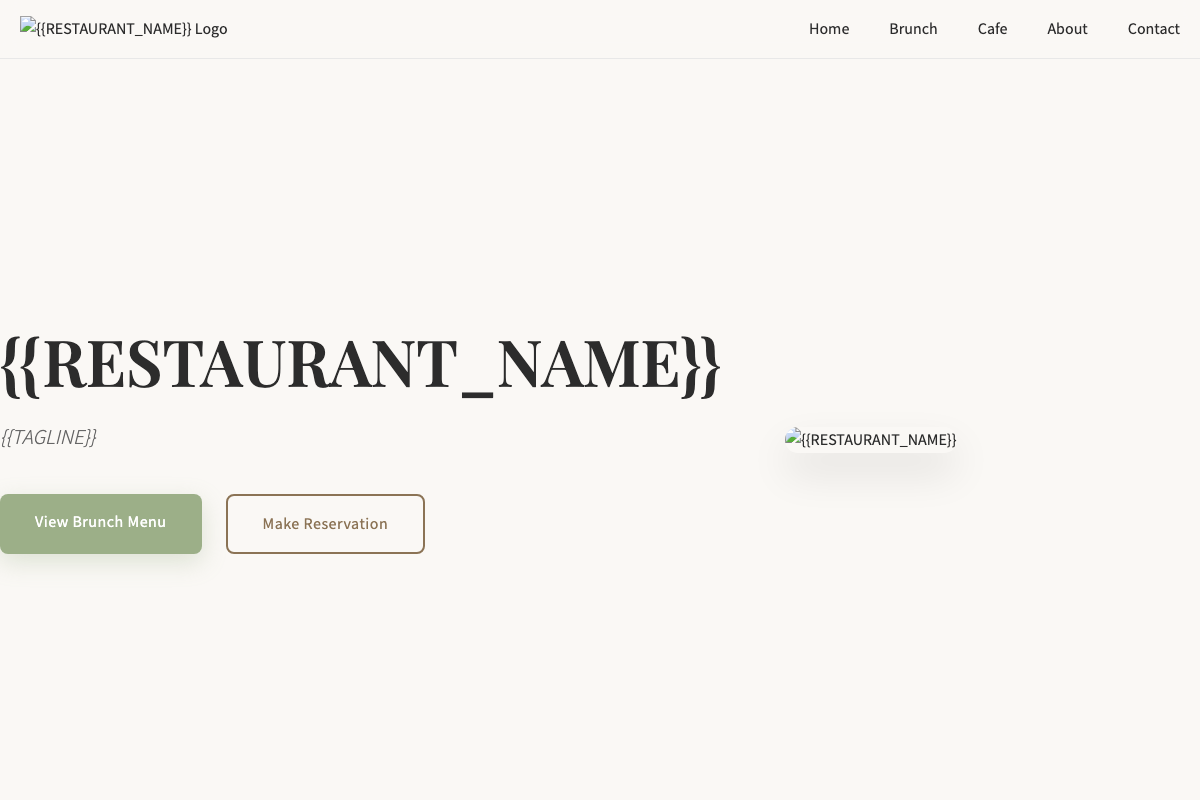 {{RESTAURANT_NAME}} Logo
Home Brunch Cafe About Contact
{{RESTAURANT_NAME}}
{{TAGLINE}}
{{RESTAURANT_NAME}}
View Brunch Menu
Make Reservation